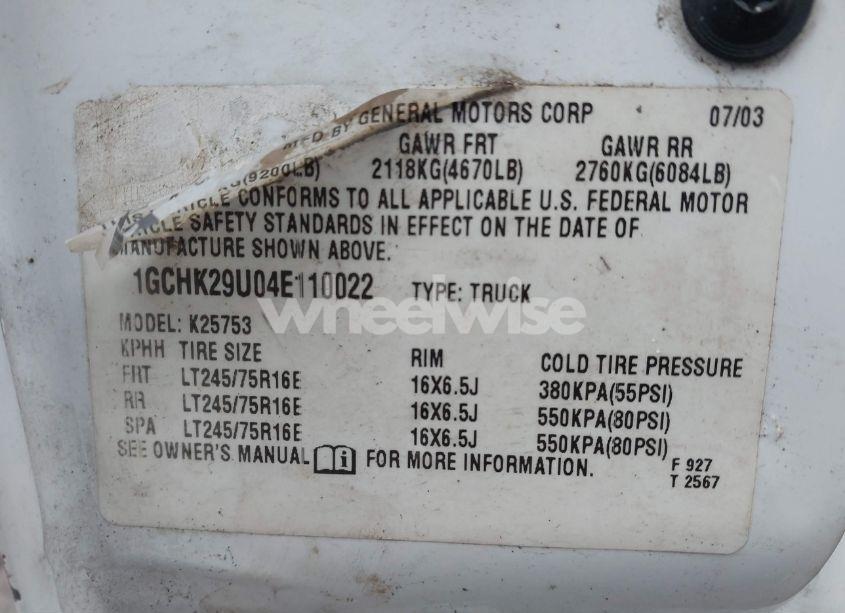 BY GENERAL MOTORS CORP 07/03
GAWR FRT GAWR RR
KG(9200LB) 2118KG(4670LB) 2760KG(6084LB)
CONFORMS TO ALL APPLICABLE U.S. FEDERAL MOTOR
SAFETY STANDARDS IN EFFECT ON THE DATE OF
MANUFACTURE SHOWN ABOVE.
1GCHK29U04E110022 TYPE: TRUCK
wheelwise
MODEL: K25753
KPHH TIRE SIZE RIM COLD TIRE PRESSURE
FRT LT245/75R16E 16X6.5J 380KPA(55PSI)
RR LT245/75R16E 16X6.5J 550KPA(80PSI)
SPA LT245/75R16E 16X6.5J 550KPA(80PSI)
SEE OWNER'S MANUAL FOR MORE INFORMATION.
F 927
T 2567